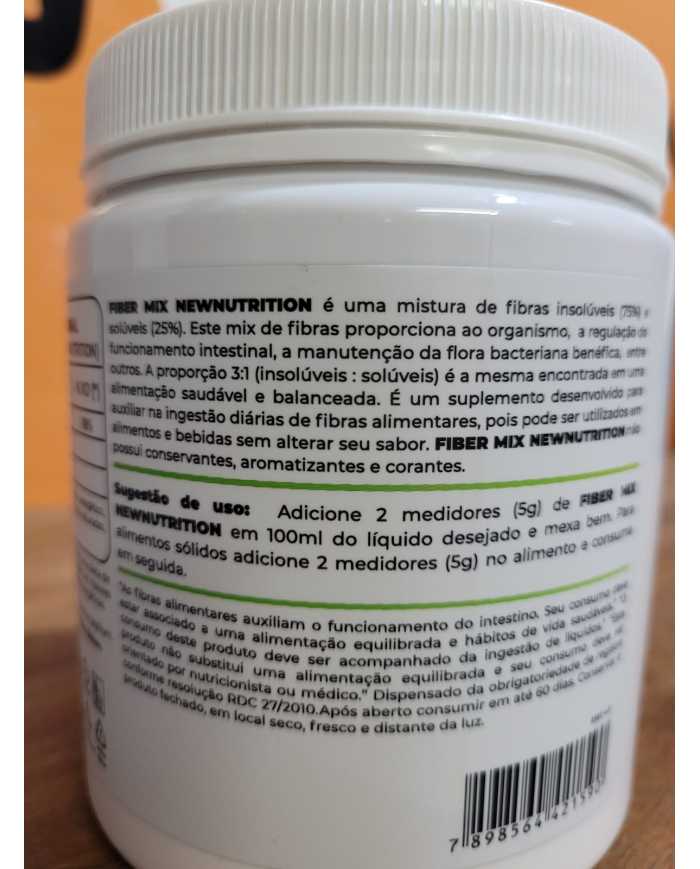 FIBER MIX NEWNUTRITION é uma mistura de fibras insolúveis (75%) e
solúveis (25%). Este mix de fibras proporciona ao organismo, a regulação do
funcionamento intestinal, a manutenção da flora bacteriana benéfica, entre
outros. A proporção 3:1 (insolúveis : solúveis) é a mesma encontrada em uma
alimentação saudável e balanceada. É um suplemento desenvolvido para
auxiliar na ingestão diárias de fibras alimentares, pois pode ser utilizados em
alimentos e bebidas sem alterar seu sabor. FIBER MIX NEWNUTRITION não
possui conservantes, aromatizantes e corantes.
Sugestão de uso: Adicione 2 medidores (5g) de FIBER MIX
NEWNUTRITION em 100ml do líquido desejado e mexa bem. Para
alimentos sólidos adicione 2 medidores (5g) no alimento e consuma
em seguida.
"As fibras alimentares auxiliam o funcionamento do intestino. Seu consumo deve
estar associado a uma alimentação equilibrada e hábitos de vida saudáveis."
consumo deste produto deve ser acompanhado da ingestão de líquidos." "Este
produto não substitui uma alimentação equilibrada e seu consumo deve ser
orientado por nutricionista ou médico." Dispensado da obrigatoriedade de registro
conforme resolução RDC 27/2010.Após aberto consumir em até 60 dias. Conserve o
produto fechado, em local seco, fresco e distante da luz.
7 898564 421590